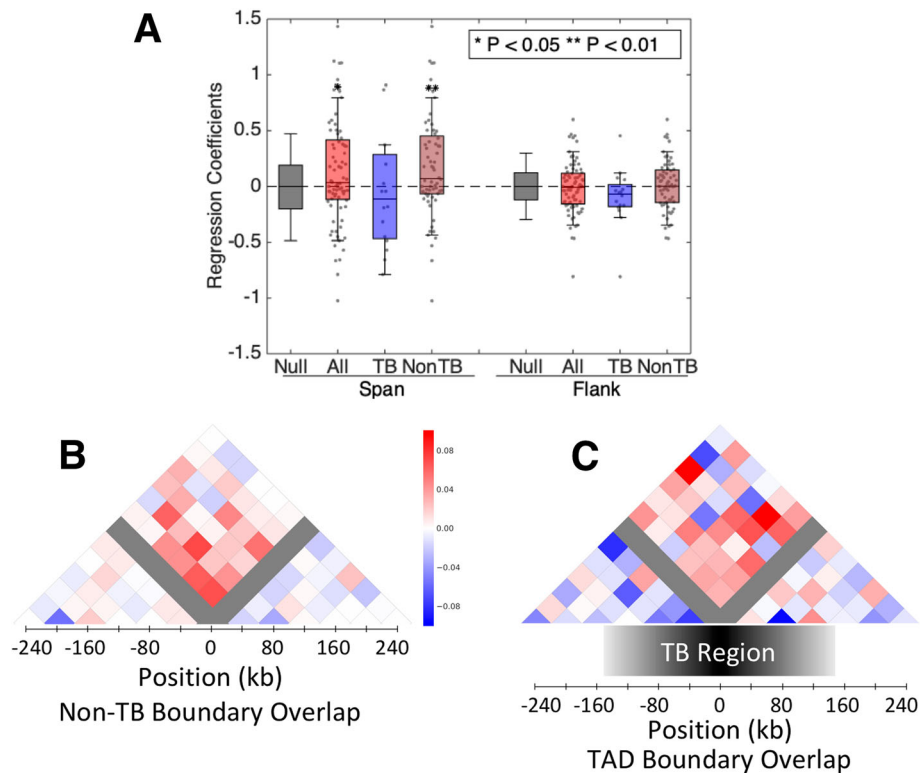 A
Regression Coefficients
1.5
1
0.5
0
-0.5
-1
-1.5
* P < 0.05 ** P < 0.01
* **
Null All TB NonTB Null All TB NonTB
Span Flank
B
0.08
0.04
0.00
−0.04
−0.08
C
-240 -160 -80 0 80 160 240
Position (kb)
Non-TB Boundary Overlap
TB Region
-240 -160 -80 0 80 160 240
Position (kb)
TAD Boundary Overlap